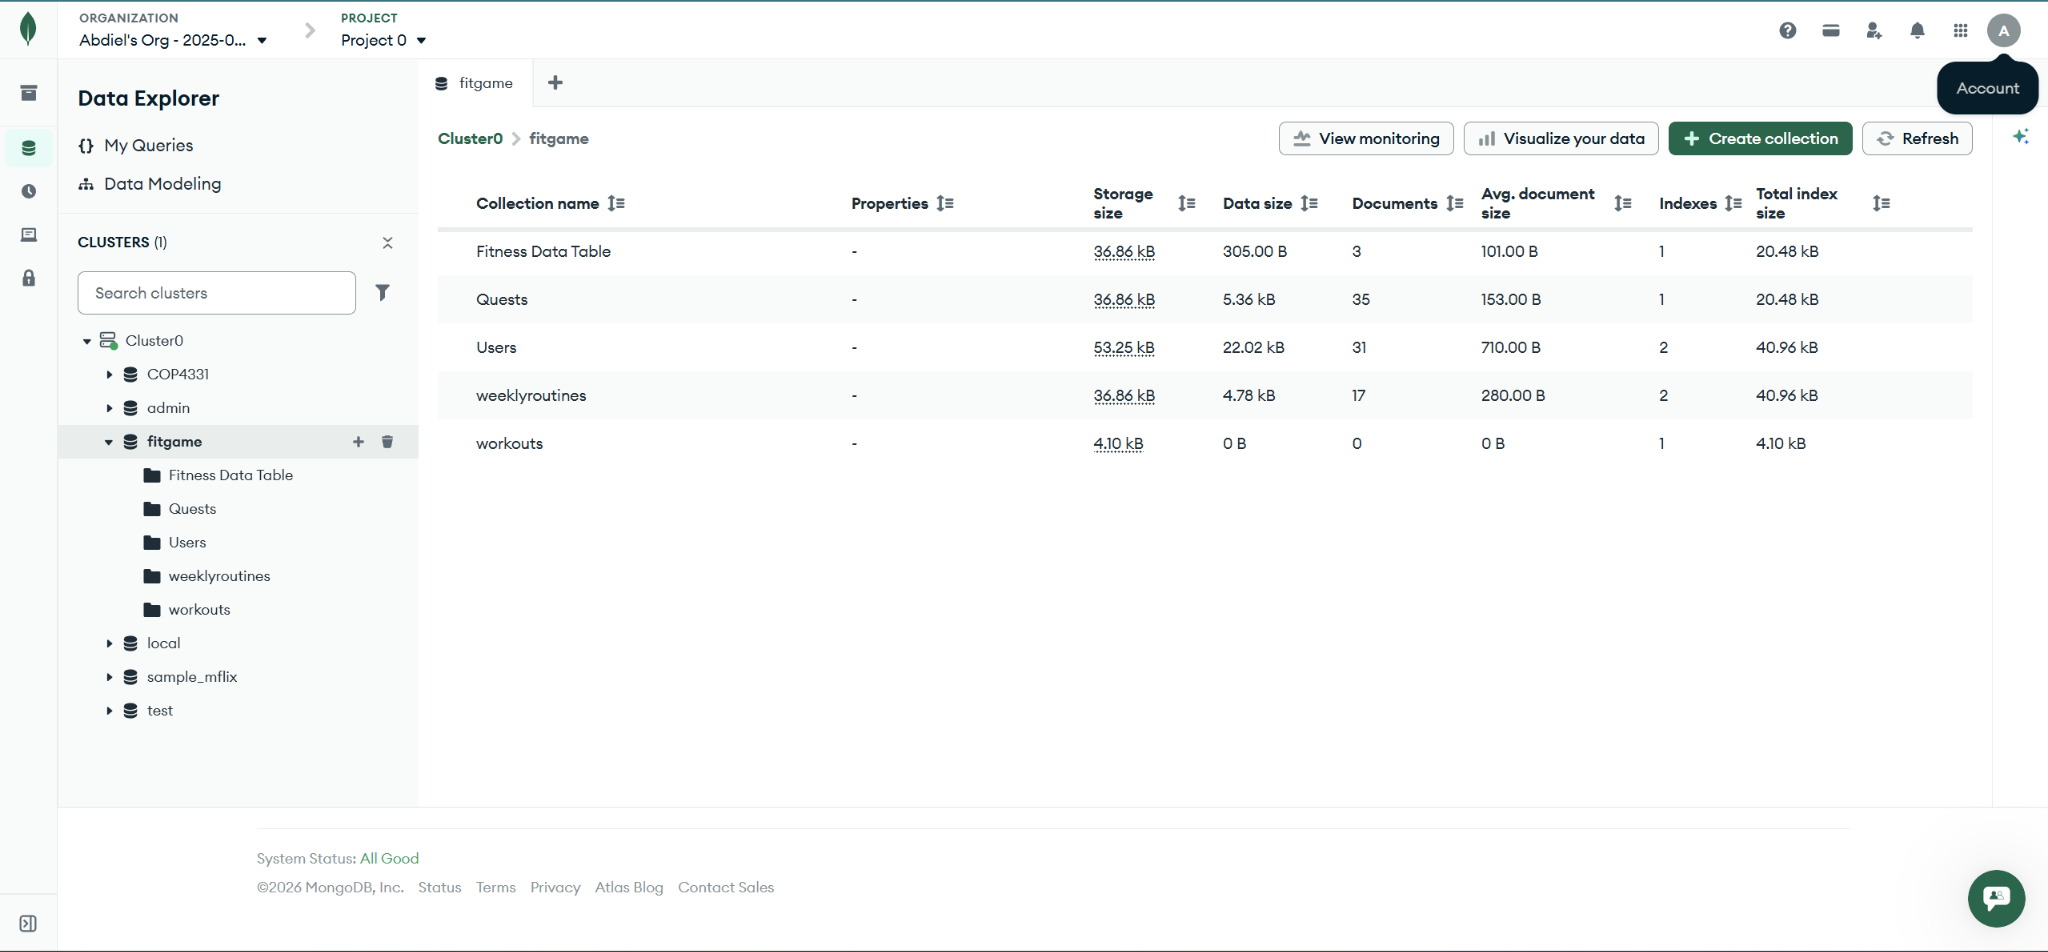 ORGANIZATION
Abdiel's Org - 2025-0...
PROJECT
Project 0
A
Account
Data Explorer
My Queries
Data Modeling
CLUSTERS (1)
Search clusters
Cluster0
COP4331
admin
fitgame
Fitness Data Table
Quests
Users
weeklyroutines
workouts
local
sample_mflix
test
fitgame
Cluster0 fitgame
View monitoring
Visualize your data
Create collection
Refresh
Collection name Properties Storage size Data size Documents Avg. document size Indexes Total index size
Fitness Data Table - 36.86 kB 305.00 B 3 101.00 B 1 20.48 kB
Quests - 36.86 kB 5.36 kB 35 153.00 B 1 20.48 kB
Users - 53.25 kB 22.02 kB 31 710.00 B 2 40.96 kB
weeklyroutines - 36.86 kB 4.78 kB 17 280.00 B 2 40.96 kB
workouts - 4.10 kB 0 B 0 0 B 1 4.10 kB
System Status: All Good
©2026 MongoDB, Inc. Status Terms Privacy Atlas Blog Contact Sales